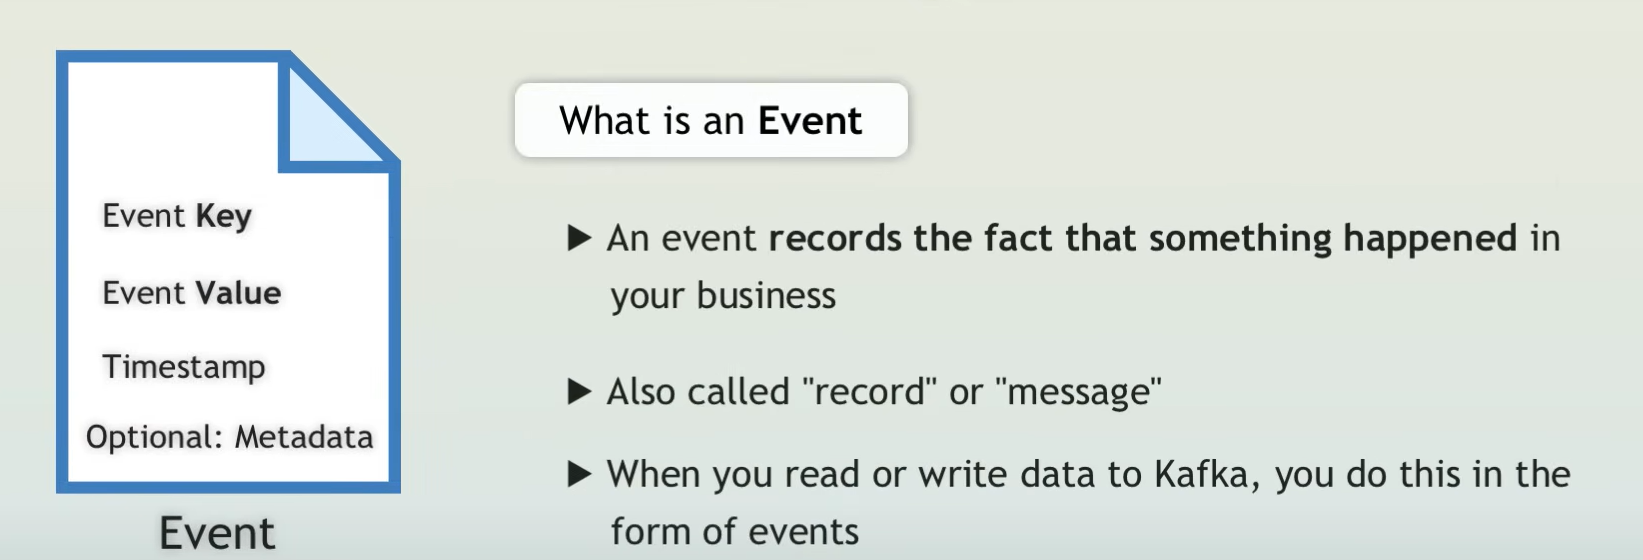 Event Key
Event Value
Timestamp
Optional: Metadata
Event
What is an Event
▶ An event records the fact that something happened in
your business
▶ Also called "record" or "message"
▶ When you read or write data to Kafka, you do this in the
form of events